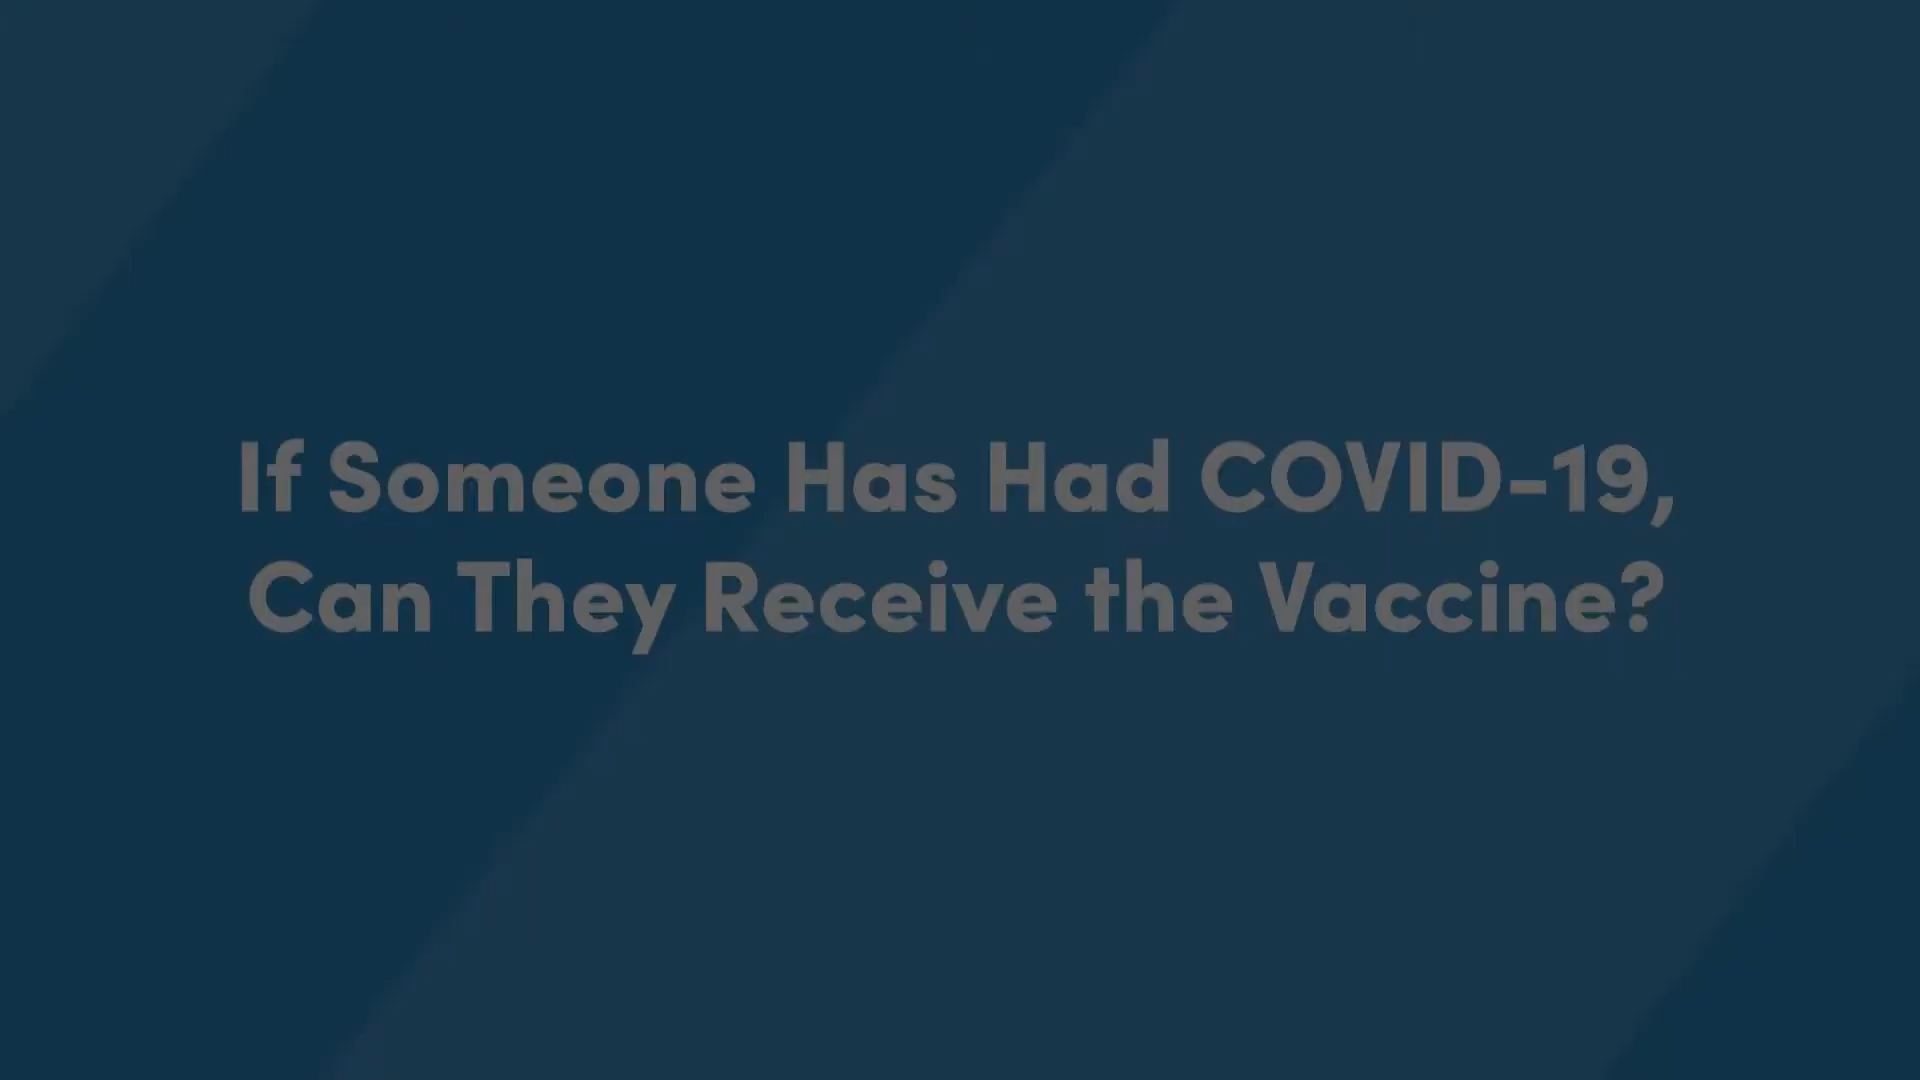 If Someone Has Had COVID-19,
Can They Receive the Vaccine?